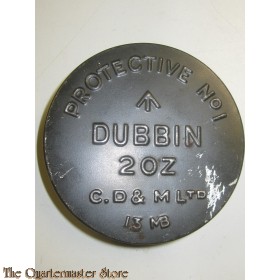 PROTECTIVE No1
DUBBIN
2OZ
C.D & M LTD
13 MB
The Quartermaster Store